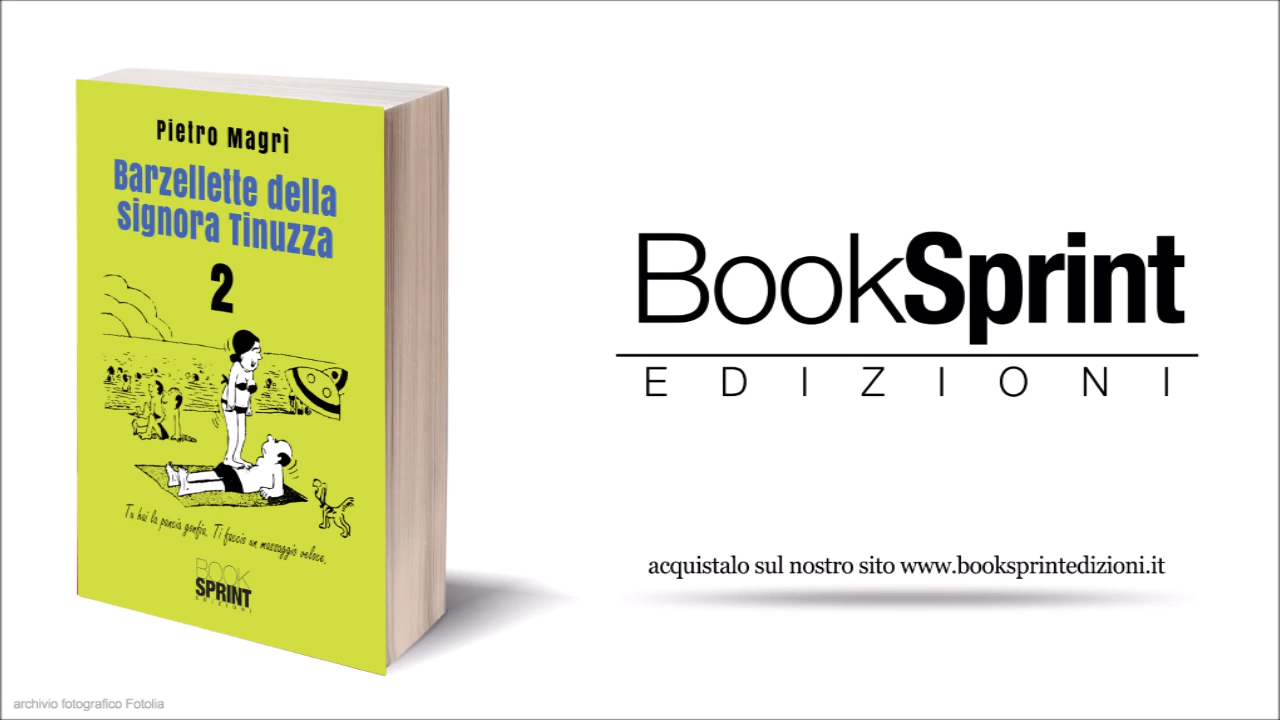 Pietro Magrì
Barzellette della
signora Tinuzza
2
Tu hai la pancia gonfia. Ti faccio un massaggio veloce.
BOOK
SPRINT
EDIZIONI
BookSprint
EDIZIONI
acquistalo sul nostro sito www.booksprintedizioni.it
archivio fotografico Fotolia